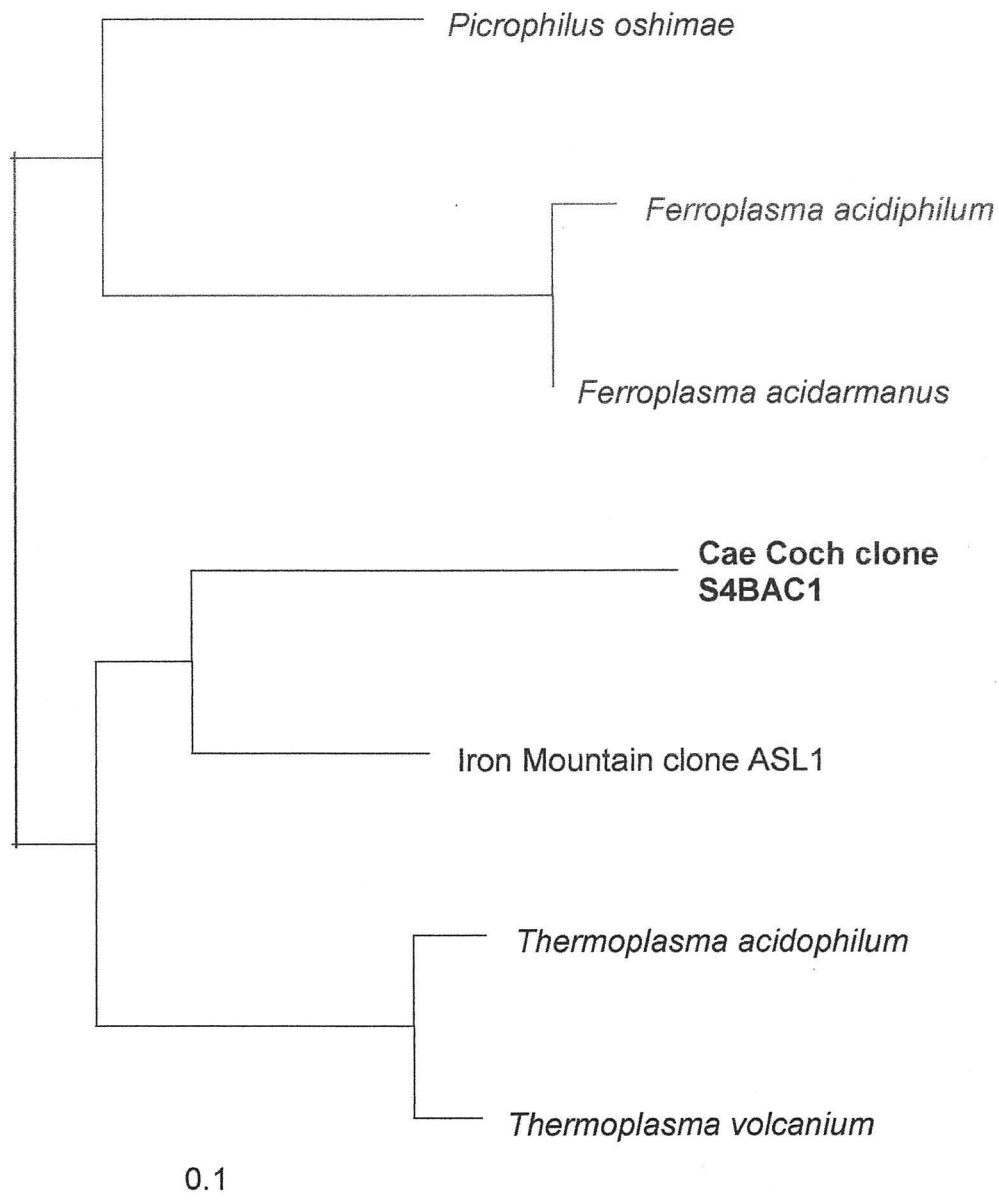 Picrophilus oshimae
Ferroplasma acidiphilum
Ferroplasma acidarmanus
Cae Coch clone
S4BAC1
Iron Mountain clone ASL1
Thermoplasma acidophilum
Thermoplasma volcanium
0.1